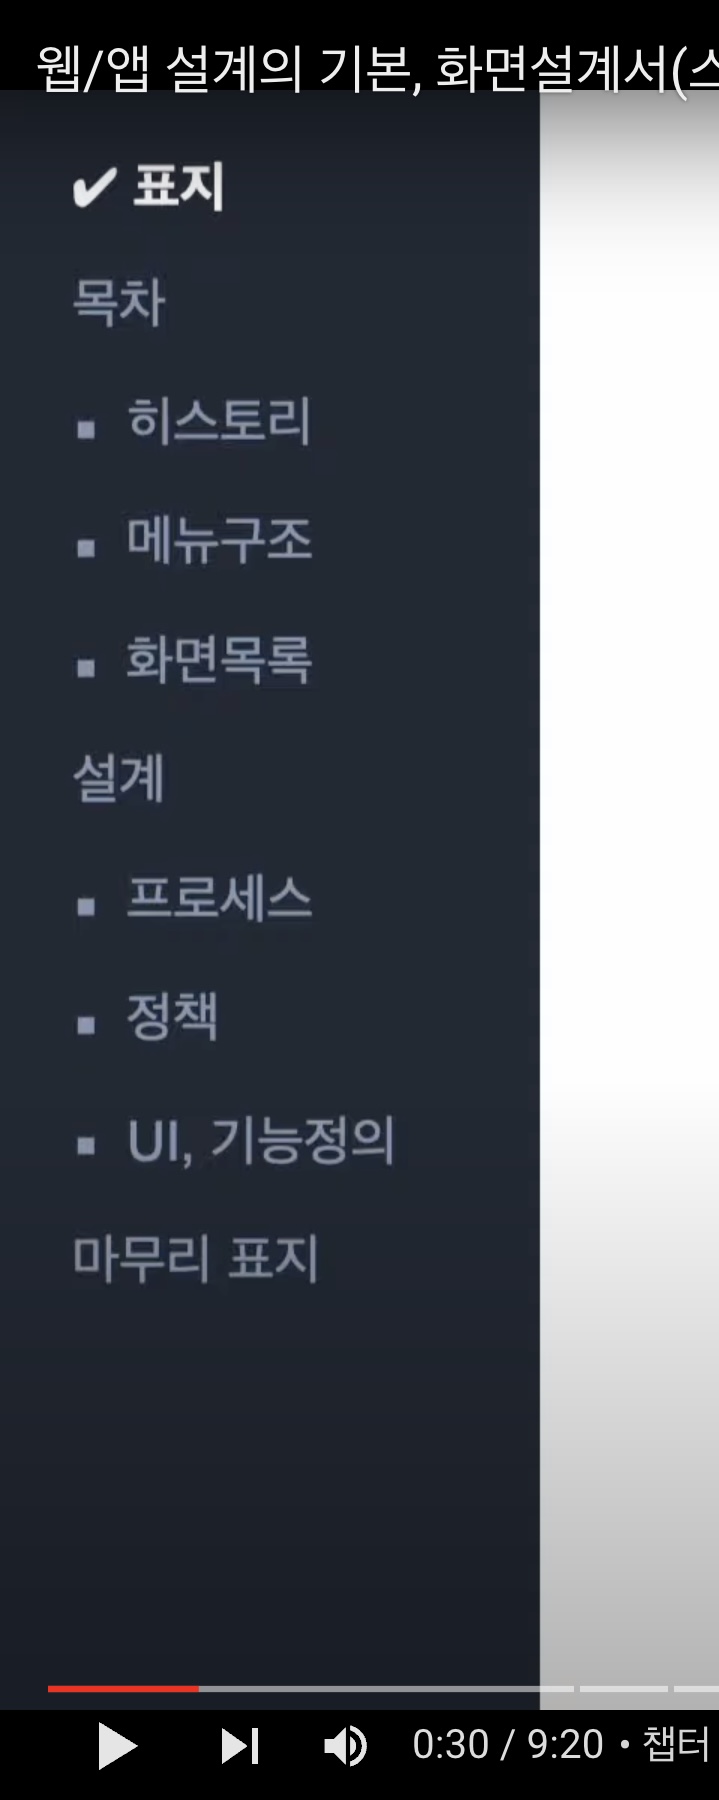 웹/앱 설계의 기본, 화면설계서(
✔ 표지
목차
▪ 히스토리
▪ 메뉴구조
▪ 화면목록
설계
▪ 프로세스
▪ 정책
▪ UI, 기능정의
마무리 표지
0:30 / 9:20 • 챕터